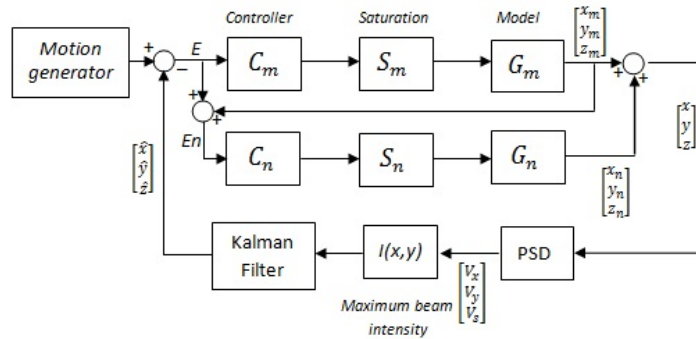 Controller Saturation Model
Motion
generator
+
−
E
C_m
S_m
G_m
[x_m
y_m
z_m]
+
+
+
+
En
C_n
S_n
G_n
[x
y
z]
[x̂
ŷ
ẑ]
[x_n
y_n
z_n]
Kalman
Filter
I(x,y)
PSD
[V_x
V_y
V_s]
Maximum beam
intensity